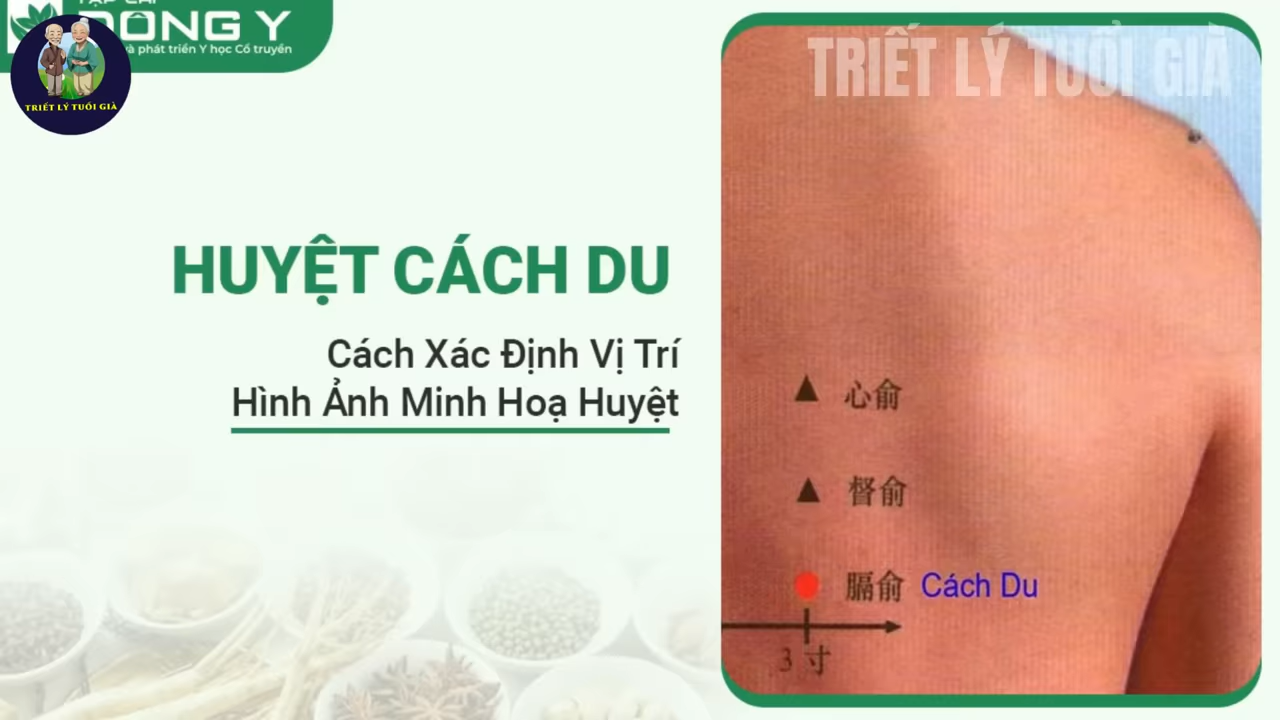 ĐÔNG Y
và phát triển Y học Cổ truyền
TRIẾT LÝ TUỔI GIÀ
HUYỆT CÁCH DU
Cách Xác Định Vị Trí
Hình Ảnh Minh Hoạ Huyệt
TRIẾT LÝ TUỔI GIÀ
心俞
督俞
膈俞 Cách Du
3 寸